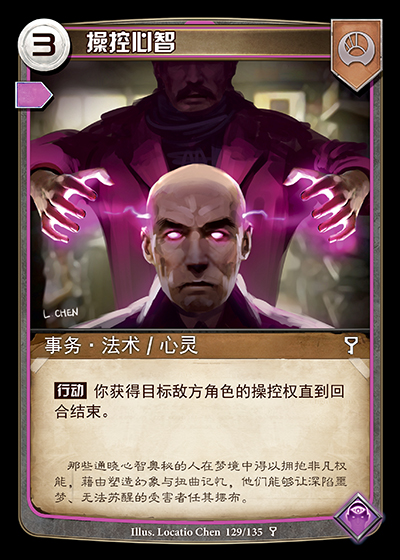 3 操控心智
L. CHEN
事务·法术 / 心灵
行动 你获得目标敌方角色的操控权直到回
合结束。
那些通晓心智奥秘的人在梦境中得以拥抱非凡权
能，藉由塑造幻象与扭曲记忆，他们能够让深陷噩
梦、无法苏醒的受害者任其摆布。
Illus. Locatio Chen 129/135